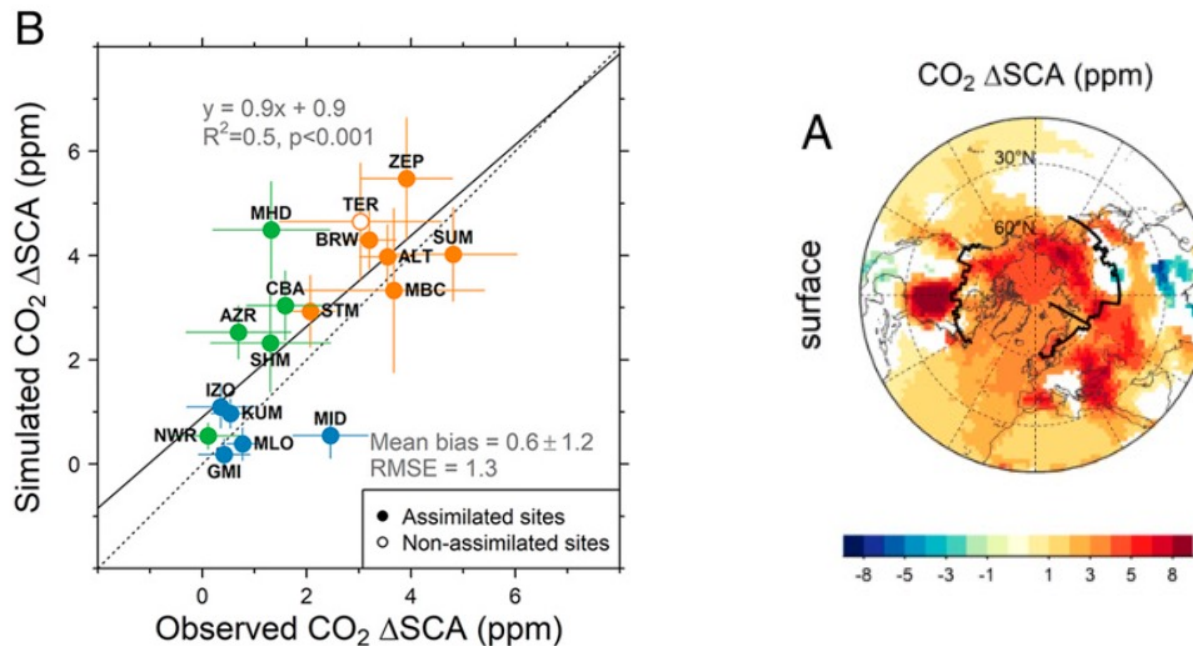 B
Simulated CO₂ ΔSCA (ppm)
6
4
2
0
y = 0.9x + 0.9
R²=0.5, p<0.001
ZEP
TER
MHD
BRW
SUM
ALT
MBC
CBA
STM
AZR
SHM
IZO
KUM
NWR
MLO
MID
GMI
Mean bias = 0.6 ± 1.2
RMSE = 1.3
● Assimilated sites
○ Non-assimilated sites
0 2 4 6
Observed CO₂ ΔSCA (ppm)
CO₂ ΔSCA (ppm)
A
30°N
60°N
surface
-8 -5 -3 -1 1 3 5 8